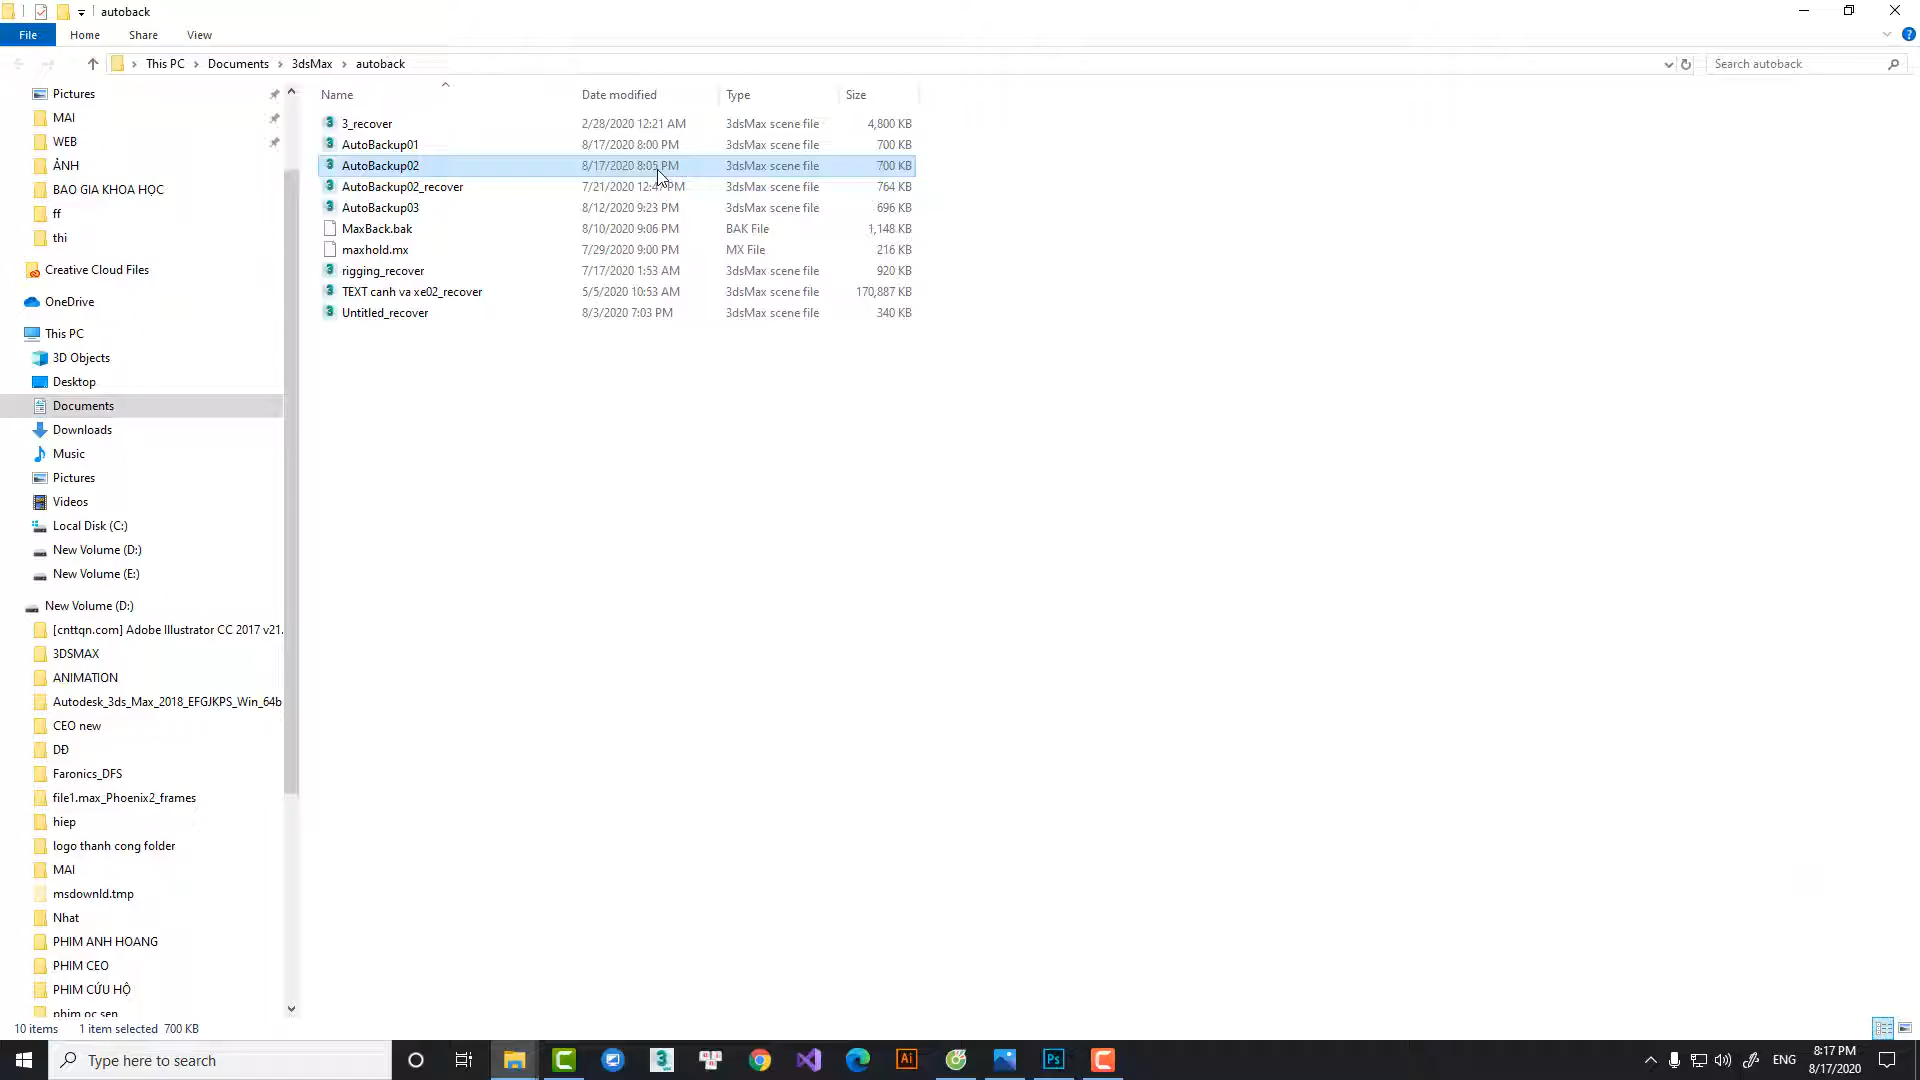 autoback
File Home Share View
This PC Documents 3dsMax autoback
Search autoback
Pictures
MAI
WEB
ẢNH
BAO GIA KHOA HỌC
ff
thi
Creative Cloud Files
OneDrive
This PC
3D Objects
Desktop
Documents
Downloads
Music
Pictures
Videos
Local Disk (C:)
New Volume (D:)
New Volume (E:)
New Volume (D:)
[cnttqn.com] Adobe Illustrator CC 2017 v21.
3DSMAX
ANIMATION
Autodesk_3ds_Max_2018_EFGJKPS_Win_64b
CEO new
DĐ
Faronics_DFS
file1.max_Phoenix2_frames
hiep
logo thanh cong folder
MAI
msdownld.tmp
Nhat
PHIM ANH HOANG
PHIM CEO
PHIM CỨU HỘ
phim oc sen
Name Date modified Type Size
3_recover 2/28/2020 12:21 AM 3dsMax scene file 4,800 KB
AutoBackup01 8/17/2020 8:00 PM 3dsMax scene file 700 KB
AutoBackup02 8/17/2020 8:05 PM 3dsMax scene file 700 KB
AutoBackup02_recover 7/21/2020 12:47 PM 3dsMax scene file 764 KB
AutoBackup03 8/12/2020 9:23 PM 3dsMax scene file 696 KB
MaxBack.bak 8/10/2020 9:06 PM BAK File 1,148 KB
maxhold.mx 7/29/2020 9:00 PM MX File 216 KB
rigging_recover 7/17/2020 1:53 AM 3dsMax scene file 920 KB
TEXT canh va xe02_recover 5/5/2020 10:53 AM 3dsMax scene file 170,887 KB
Untitled_recover 8/3/2020 7:03 PM 3dsMax scene file 340 KB
10 items 1 item selected 700 KB
Type here to search
ENG
8:17 PM
8/17/2020